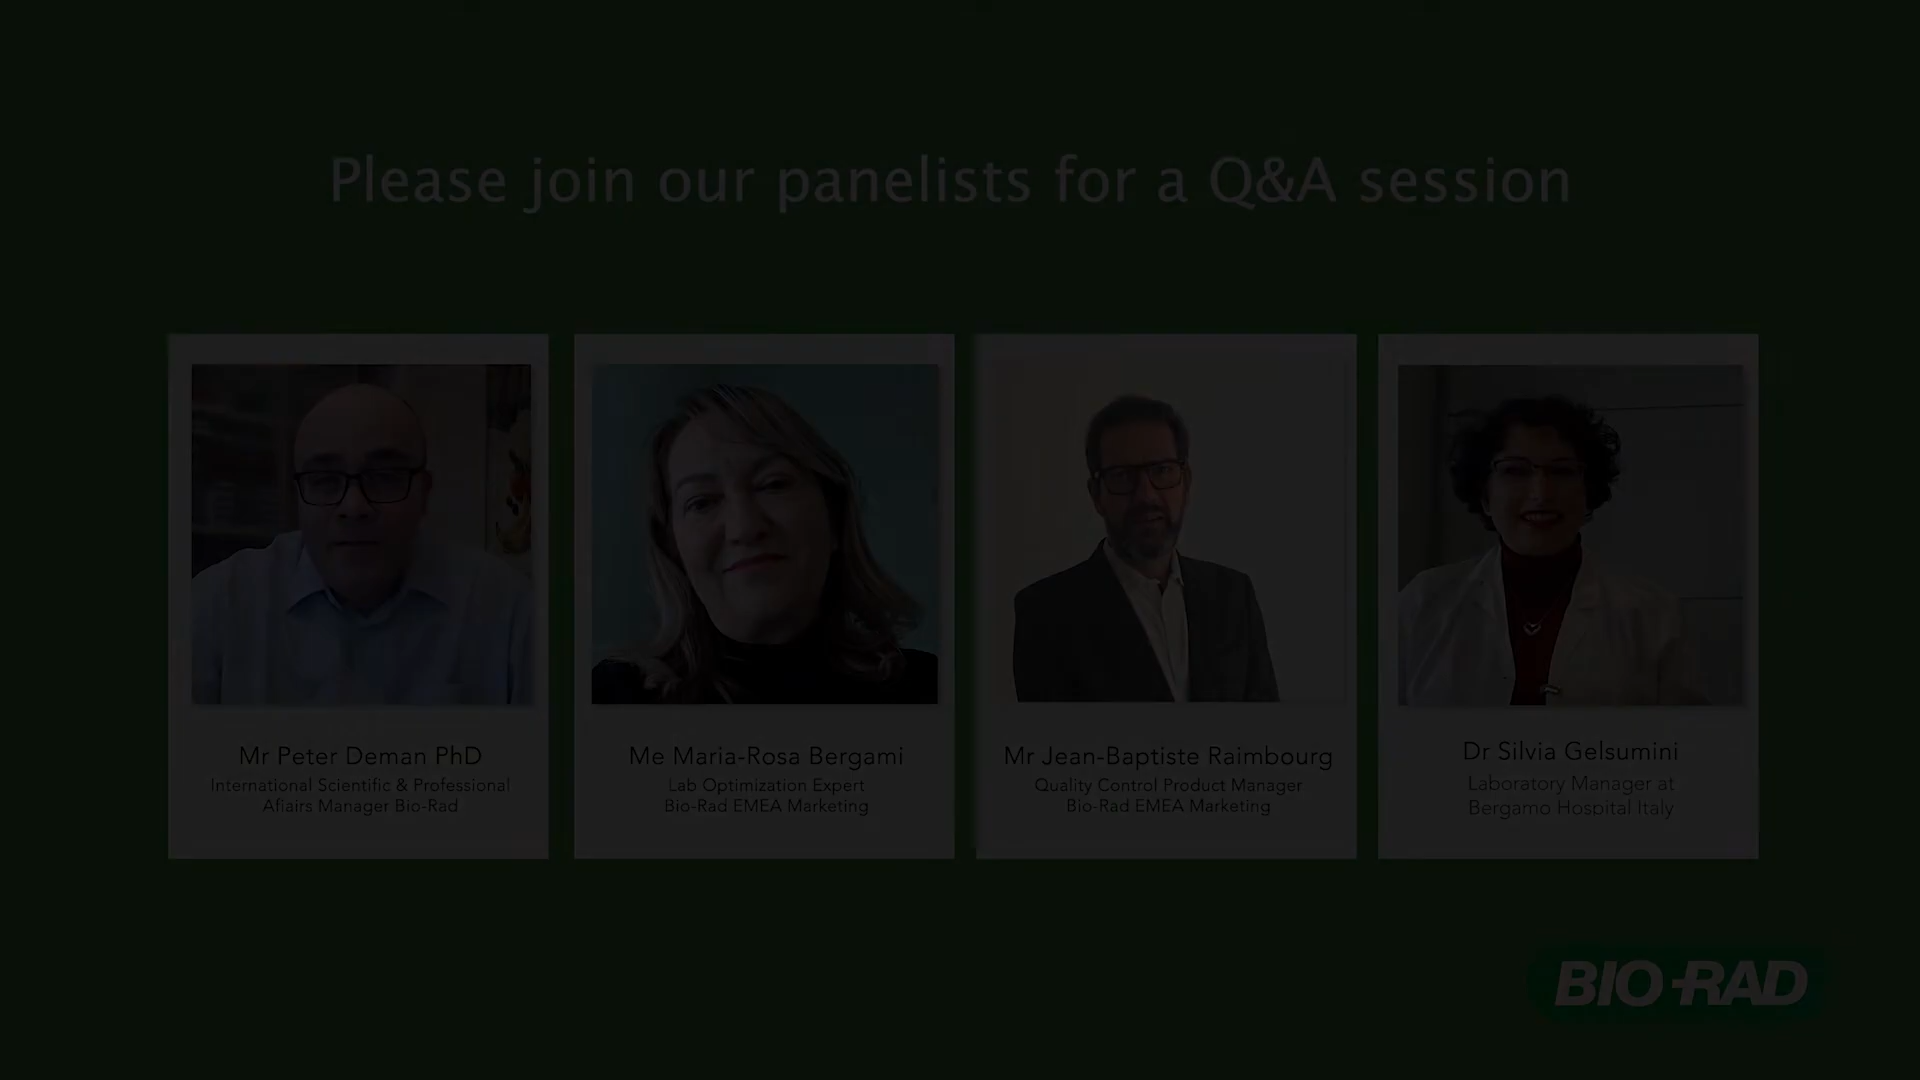 Please join our panelists for a Q&A session
Mr Peter Deman PhD
International Scientific & Professional
Afiairs Manager Bio-Rad
Me Maria-Rosa Bergami
Lab Optimization Expert
Bio-Rad EMEA Marketing
Mr Jean-Baptiste Raimbourg
Quality Control Product Manager
Bio-Rad EMEA Marketing
Dr Silvia Gelsumini
Laboratory Manager at
Bergamo Hospital Italy
BIO-RAD